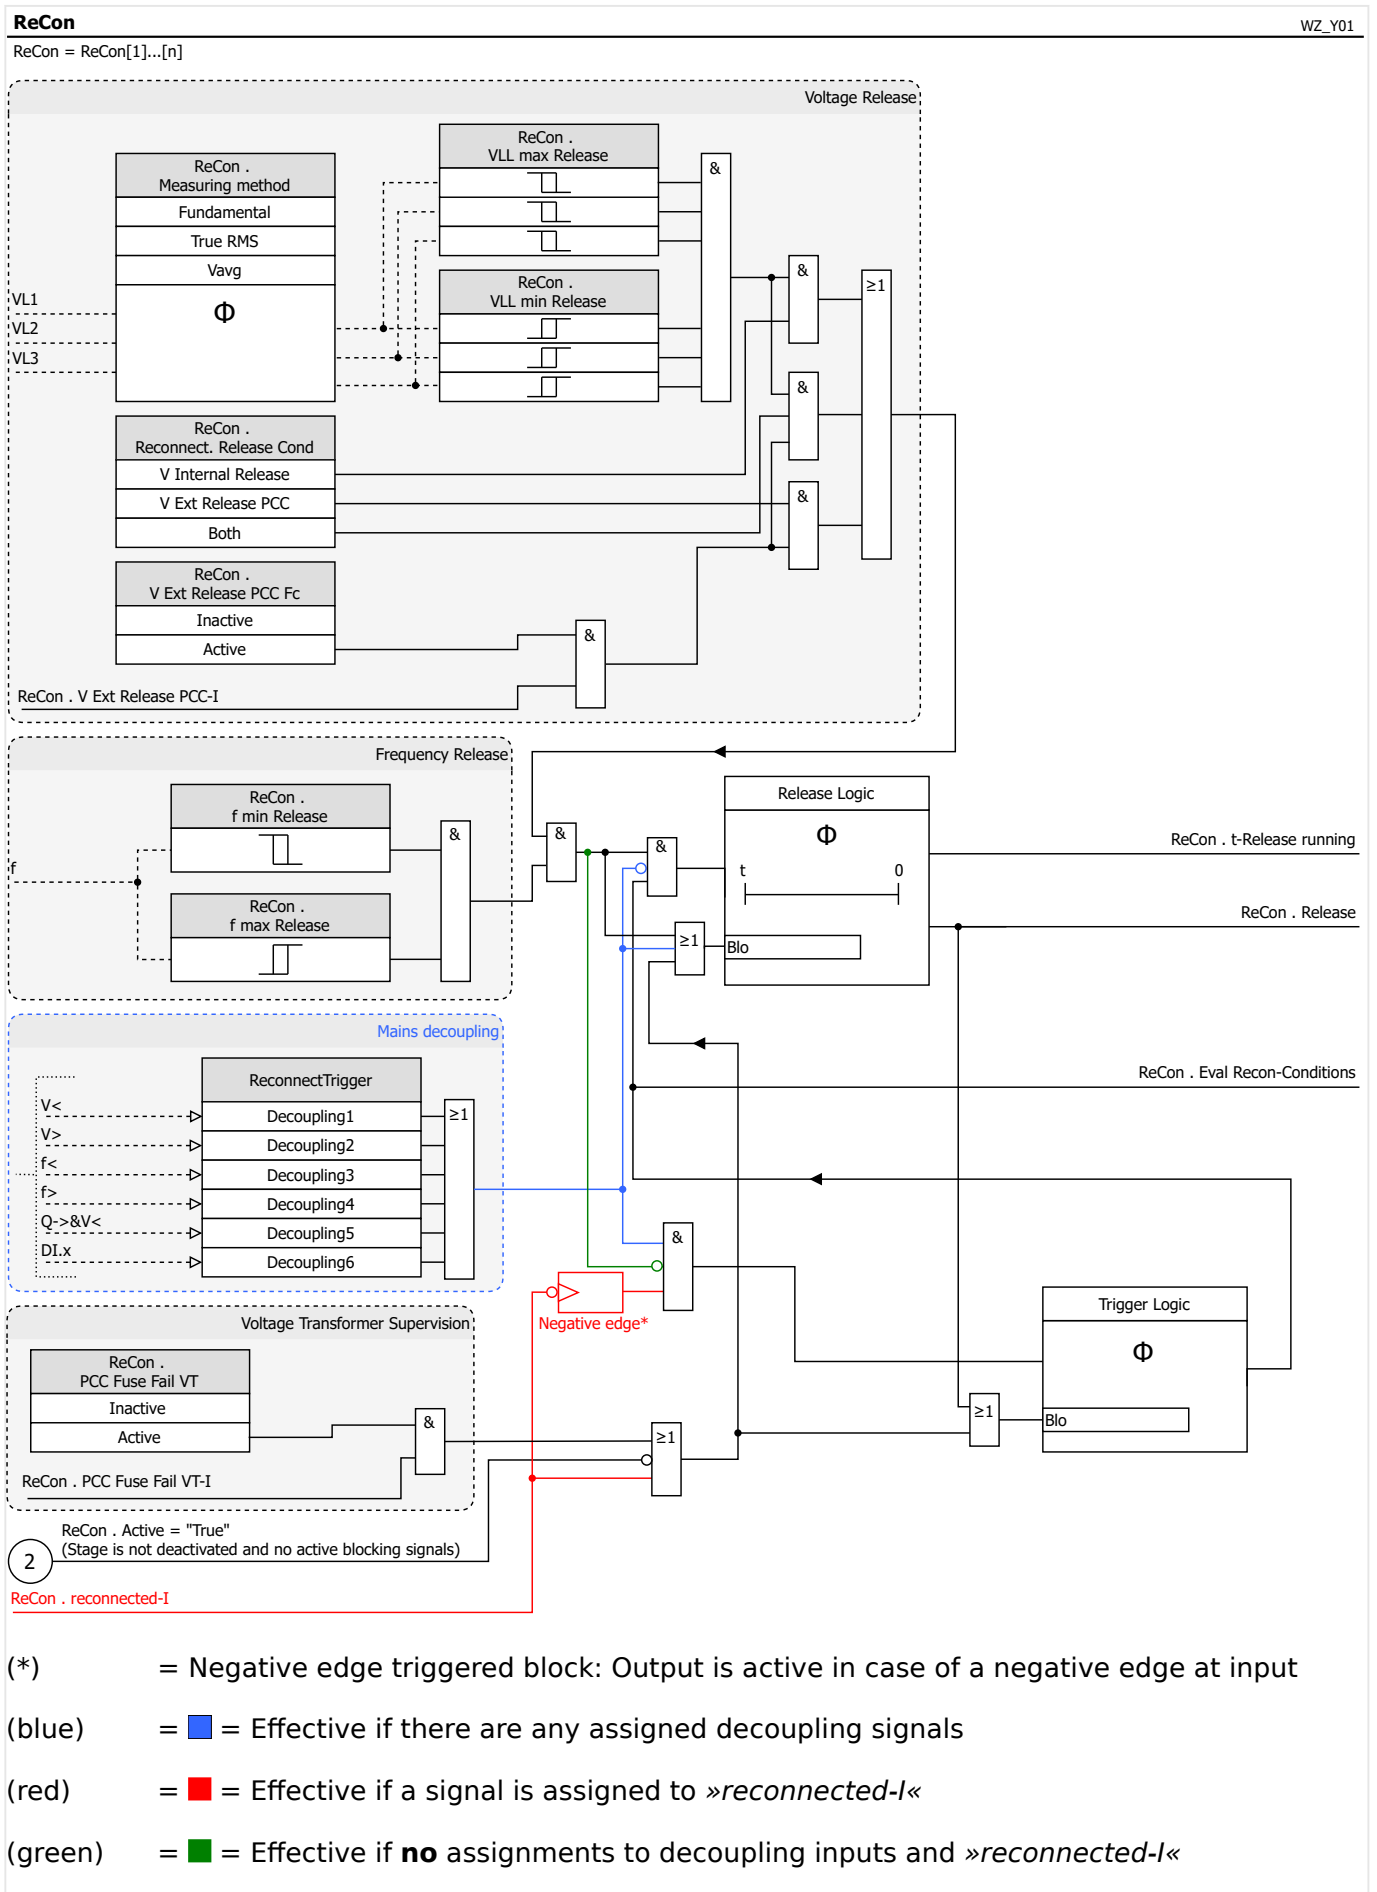 ReCon
WZ_Y01
ReCon = ReCon[1]...[n]
Voltage Release
ReCon .
VLL max Release
&
ReCon .
Measuring method
Fundamental
True RMS
Vavg
Φ
VL1
VL2
VL3
ReCon .
VLL min Release
&
≥1
&
ReCon .
Reconnect. Release Cond
V Internal Release
V Ext Release PCC
Both
&
ReCon .
V Ext Release PCC Fc
Inactive
Active
&
ReCon . V Ext Release PCC-I
Frequency Release
ReCon .
f min Release
&
f
ReCon .
f max Release
&
&
Release Logic
Φ
t
0
≥1
Blo
ReCon . t-Release running
ReCon . Release
Mains decoupling
ReconnectTrigger
V<
Decoupling1
≥1
V>
Decoupling2
f<
Decoupling3
f>
Decoupling4
Q->&V<
Decoupling5
DI.x
Decoupling6
ReCon . Eval Recon-Conditions
&
Negative edge*
Trigger Logic
Φ
≥1
Blo
Voltage Transformer Supervision
ReCon .
PCC Fuse Fail VT
Inactive
Active
&
≥1
ReCon . PCC Fuse Fail VT-I
ReCon . Active = "True"
(Stage is not deactivated and no active blocking signals)
2
ReCon . reconnected-I
(*) = Negative edge triggered block: Output is active in case of a negative edge at input
(blue) = = Effective if there are any assigned decoupling signals
(red) = = Effective if a signal is assigned to »reconnected-I«
(green) = = Effective if no assignments to decoupling inputs and »reconnected-I«